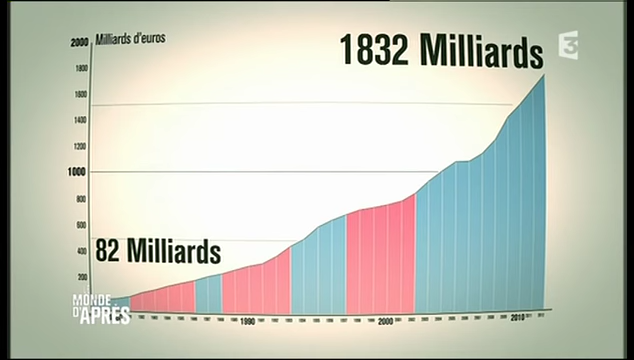 2000 Milliards d'euros
1832 Milliards
3
1800
1600
1400
1200
1000
800
600
400
82 Milliards
200
MONDE
D'APRÈS
1990
2000
2010